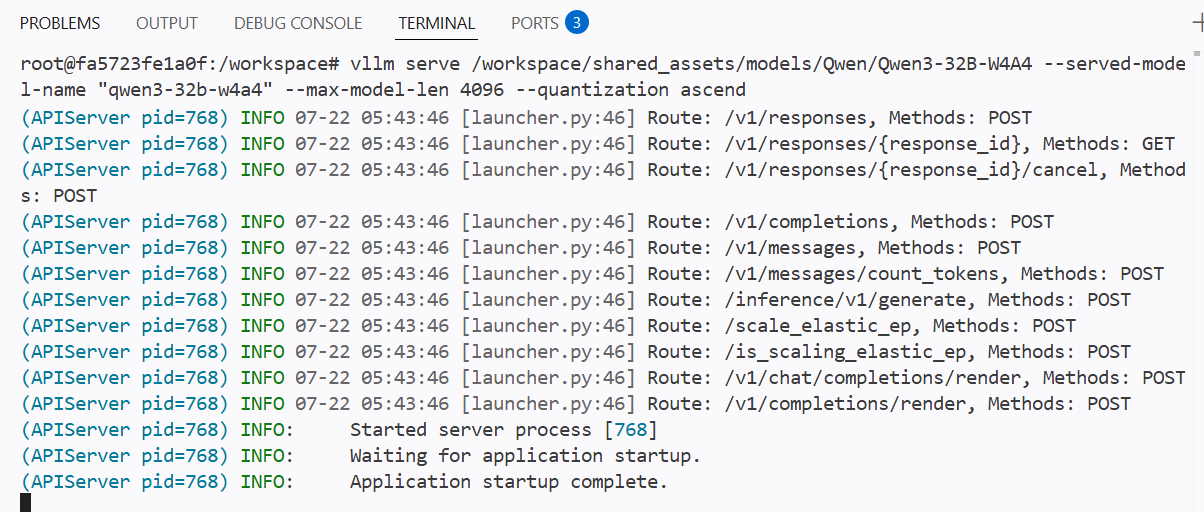 PROBLEMS OUTPUT DEBUG CONSOLE TERMINAL PORTS 3
root@fa5723fe1a0f:/workspace# vllm serve /workspace/shared_assets/models/Qwen/Qwen3-32B-W4A4 --served-mode
l-name "qwen3-32b-w4a4" --max-model-len 4096 --quantization ascend
(APIServer pid=768) INFO 07-22 05:43:46 [launcher.py:46] Route: /v1/responses, Methods: POST
(APIServer pid=768) INFO 07-22 05:43:46 [launcher.py:46] Route: /v1/responses/{response_id}, Methods: GET
(APIServer pid=768) INFO 07-22 05:43:46 [launcher.py:46] Route: /v1/responses/{response_id}/cancel, Method
s: POST
(APIServer pid=768) INFO 07-22 05:43:46 [launcher.py:46] Route: /v1/completions, Methods: POST
(APIServer pid=768) INFO 07-22 05:43:46 [launcher.py:46] Route: /v1/messages, Methods: POST
(APIServer pid=768) INFO 07-22 05:43:46 [launcher.py:46] Route: /v1/messages/count_tokens, Methods: POST
(APIServer pid=768) INFO 07-22 05:43:46 [launcher.py:46] Route: /inference/v1/generate, Methods: POST
(APIServer pid=768) INFO 07-22 05:43:46 [launcher.py:46] Route: /scale_elastic_ep, Methods: POST
(APIServer pid=768) INFO 07-22 05:43:46 [launcher.py:46] Route: /is_scaling_elastic_ep, Methods: POST
(APIServer pid=768) INFO 07-22 05:43:46 [launcher.py:46] Route: /v1/chat/completions/render, Methods: POST
(APIServer pid=768) INFO 07-22 05:43:46 [launcher.py:46] Route: /v1/completions/render, Methods: POST
(APIServer pid=768) INFO:     Started server process [768]
(APIServer pid=768) INFO:     Waiting for application startup.
(APIServer pid=768) INFO:     Application startup complete.